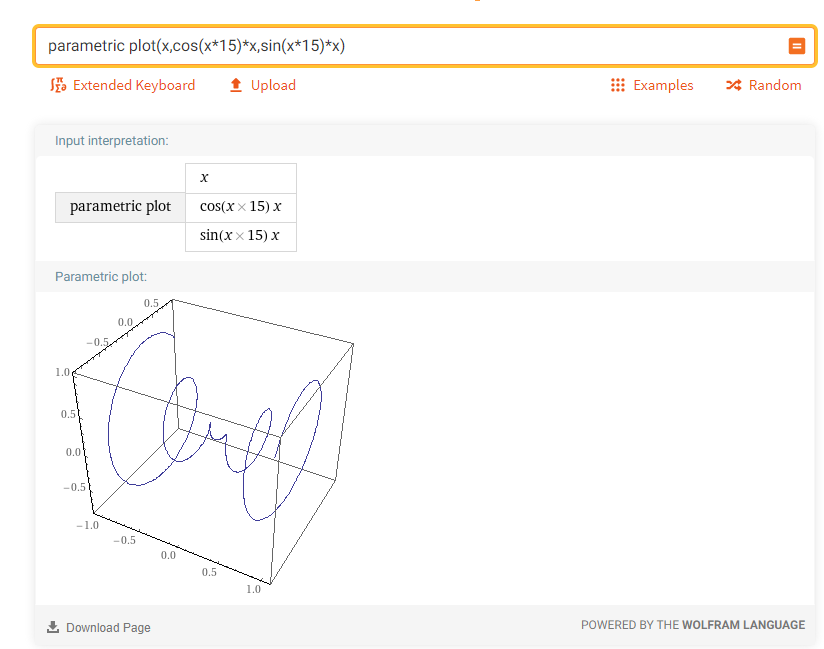 parametric plot(x,cos(x*15)*x,sin(x*15)*x)
Extended Keyboard Upload Examples Random
Input interpretation:
x
parametric plot cos(x × 15) x
sin(x × 15) x
Parametric plot:
0.5
0.0
−0.5
1.0
0.5
0.0
−0.5
−1.0
−0.5
0.0
0.5
1.0
Download Page POWERED BY THE WOLFRAM LANGUAGE